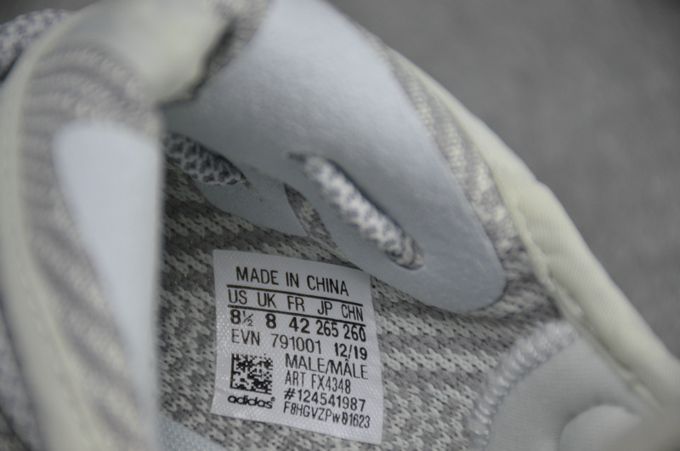 MADE IN CHINA
US UK FR JP CHN
8½ 8 42 265 260
EVN 791001 12/19
MALE/MÂLE
ART FX4348
#124541987
adidas F8HGVZPW01623